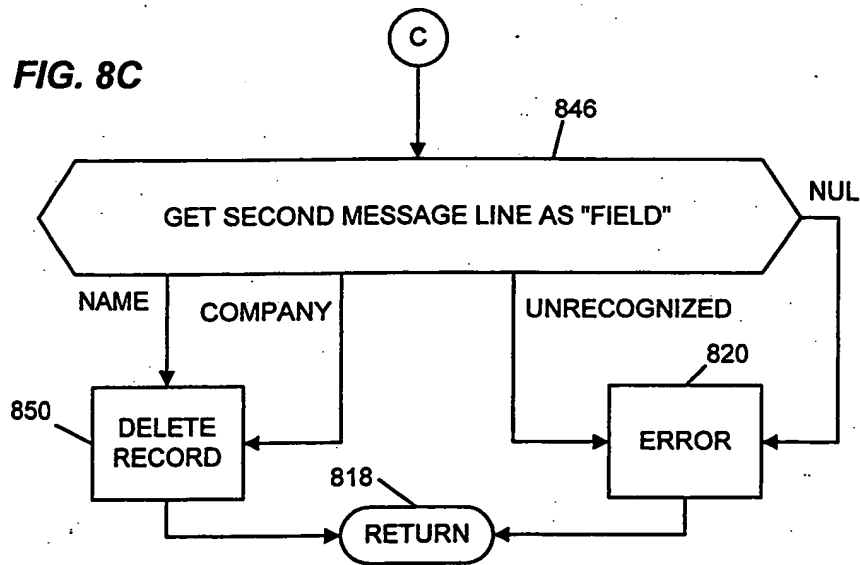 C
FIG. 8C
846
GET SECOND MESSAGE LINE AS "FIELD"
NUL
NAME
COMPANY
UNRECOGNIZED
820
850
DELETE
RECORD
ERROR
818
RETURN